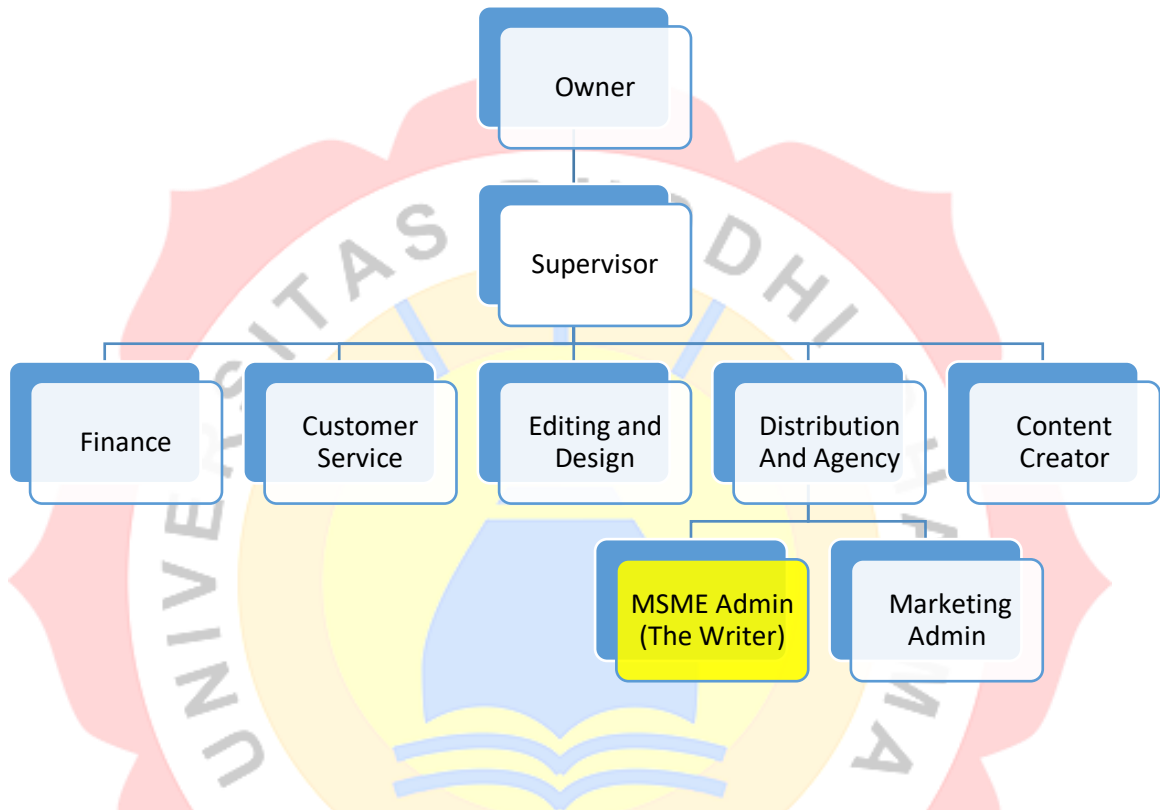 Owner
Supervisor
Finance
Customer
Service
Editing and
Design
Distribution
And Agency
Content
Creator
MSME Admin
(The Writer)
Marketing
Admin
UNIVERSITAS